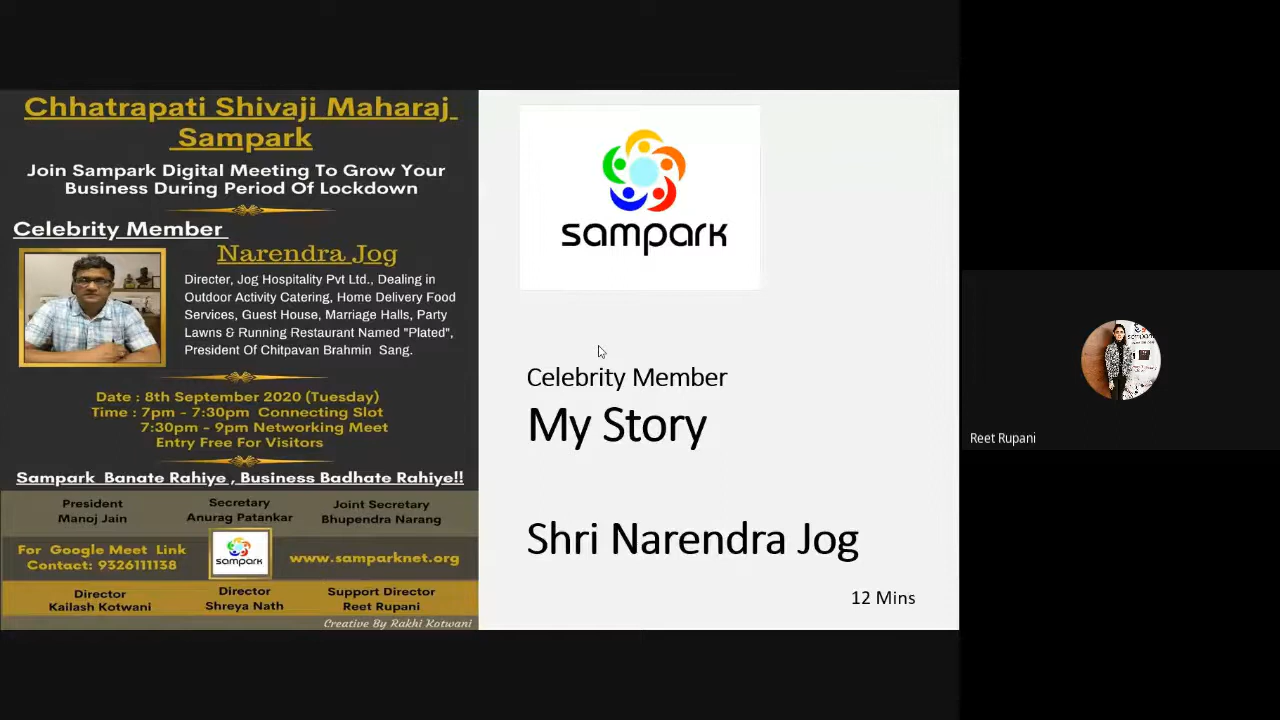 Chhatrapati Shivaji Maharaj
Sampark
Join Sampark Digital Meeting To Grow Your
Business During Period Of Lockdown
Celebrity Member
Narendra Jog
Directer, Jog Hospitality Pvt Ltd., Dealing in
Outdoor Activity Catering, Home Delivery Food
Services, Guest House, Marriage Halls, Party
Lawns & Running Restaurant Named "Plated",
President Of Chitpavan Brahmin Sang.
Date : 8th September 2020 (Tuesday)
Time : 7pm - 7:30pm Connecting Slot
7:30pm - 9pm Networking Meet
Entry Free For Visitors
Sampark Banate Rahiye , Business Badhate Rahiye!!
President
Manoj Jain
Secretary
Anurag Patankar
Joint Secretary
Bhupendra Narang
For Google Meet Link
Contact: 9326111138
sampark
www.samparknet.org
Director
Kailash Kotwani
Director
Shreya Nath
Support Director
Reet Rupani
Creative By Rakhi Kotwani
sampark
Celebrity Member
My Story
Shri Narendra Jog
12 Mins
Reet Rupani